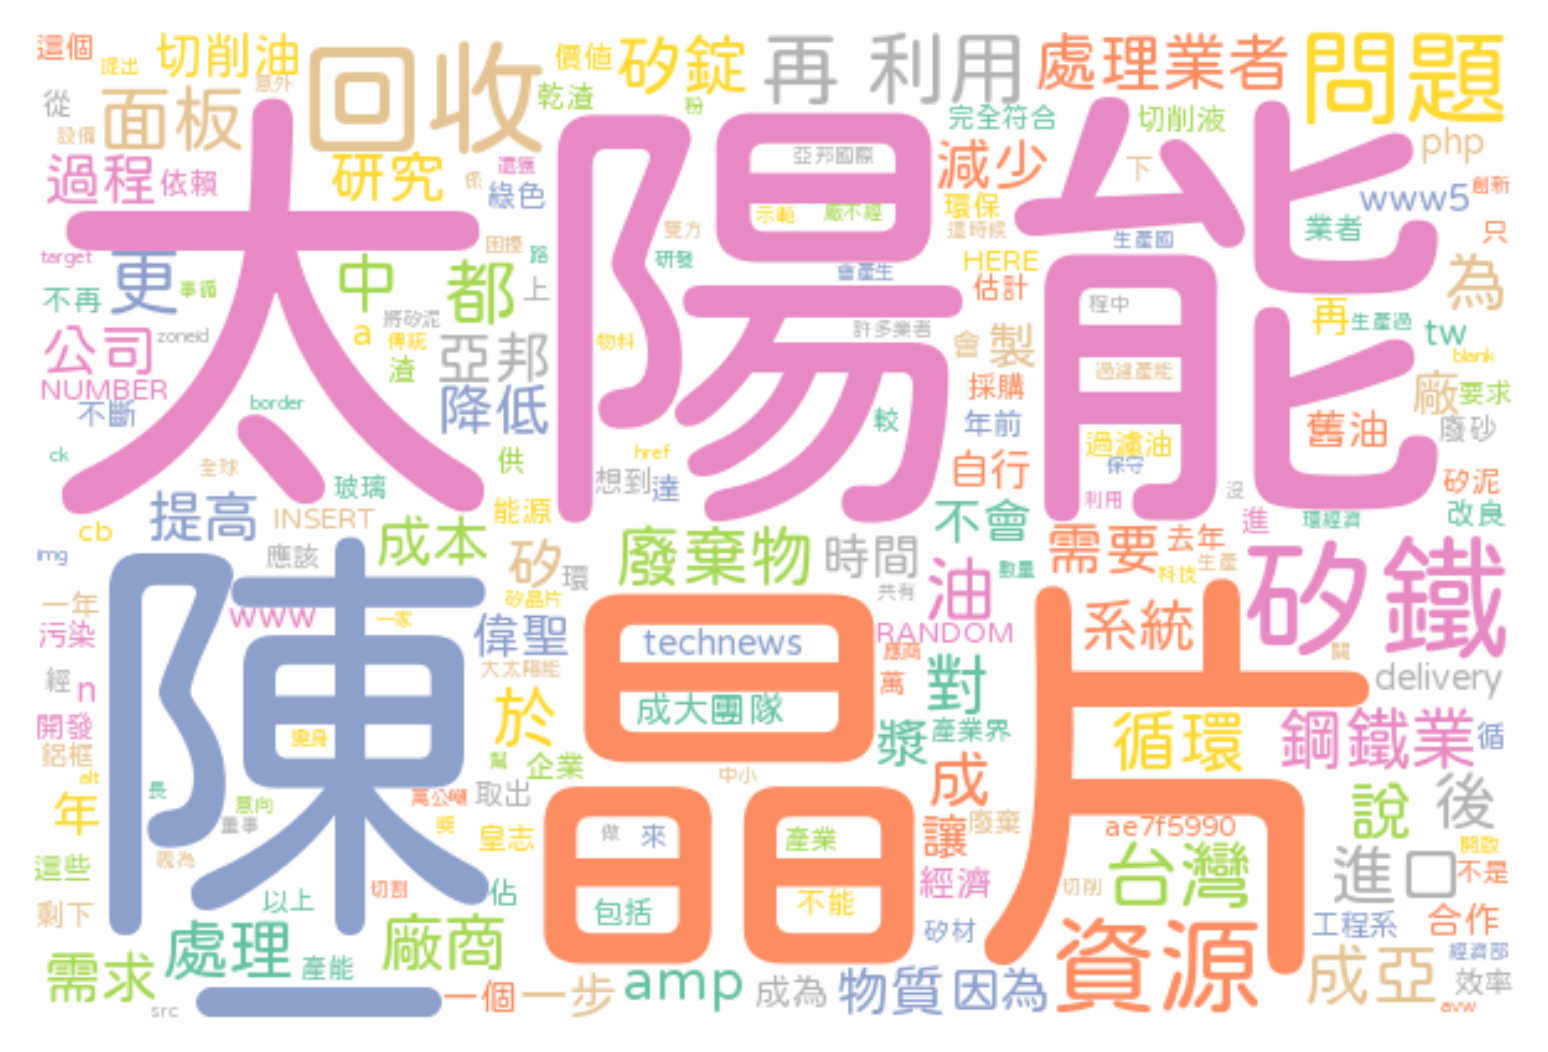 這個
提出
切削油
意外
回收
價值
矽錠
再 利用
處理業者
問題
從
設備
面板
乾渣
粉
完全符合
切削液
php
過程
依賴
研究
還獲
係
綠色
太陽能
亞邦國際
減少
下
www5
創新
示範
廠不經
環保
這時候
業者
只
target
更
事循
中
都
困擾
路
上
雙方
研發
會產生
HERE
生產國
估計
為
不再
將矽泥
程中
再
生產過
tw
公司
zoneid
a
傳統
渣
亞邦
物料
許多業者
會
製
blank
NUMBER
過濾產能
採購
廠
要求
不斷
border
降低
較
年前
舊油
廢砂
ck
全球
玻璃
供
href
想到
達
自行
過濾油
保守
利用
沒
矽泥
提高
INSERT
能源
cb
成本
不會
進
環經濟
改良
img
應該
矽
環
廢棄物
時間
數量
需要
去年
科技
生產
矽鐵
一年
www
一家
矽晶片
共有
油
污染
陳
偉聖
大太陽能
晶片
technews
RANDOM
應商
系統
關
經
n
萬
對
delivery
成大團隊
開發
鋁框
變身
於
漿
產業界
循環
鋼鐵業
循
alt
幫
企業
中小
成
長
意向
董事
萬公噸
取出
年
獎
皇志
做
來
產業
讓
廢棄
ae7f5990
說
後
開啟
這些
親為
切割
佔
不能
經濟
切削
台灣
進口
不是
剩下
以上
包括
矽材
工程系
合作
需求
處理
產能
廠商
資源
成亞
經濟部
效率
src
一
一個
一步
amp
成為
物質
因為
avw